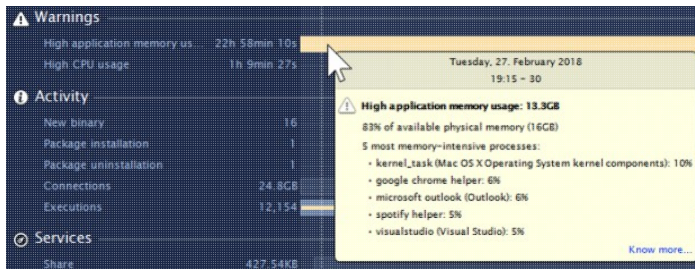 Warnings
High application memory us... 22h 58min 10s
High CPU usage 1h 9min 27s
Activity
New binary 16
Package installation 1
Package uninstallation 1
Connections 24.8GB
Executions 12,154
Services
Share 427.54KB
Tuesday, 27. February 2018
19:15 - 30
High application memory usage: 13.3GB
83% of available physical memory (16GB)
5 most memory-intensive processes:
• kernel_task (Mac OS X Operating System kernel components): 10%
• google chrome helper: 6%
• microsoft outlook (Outlook): 6%
• spotify helper: 5%
• visualstudio (Visual Studio): 5%
Know more...